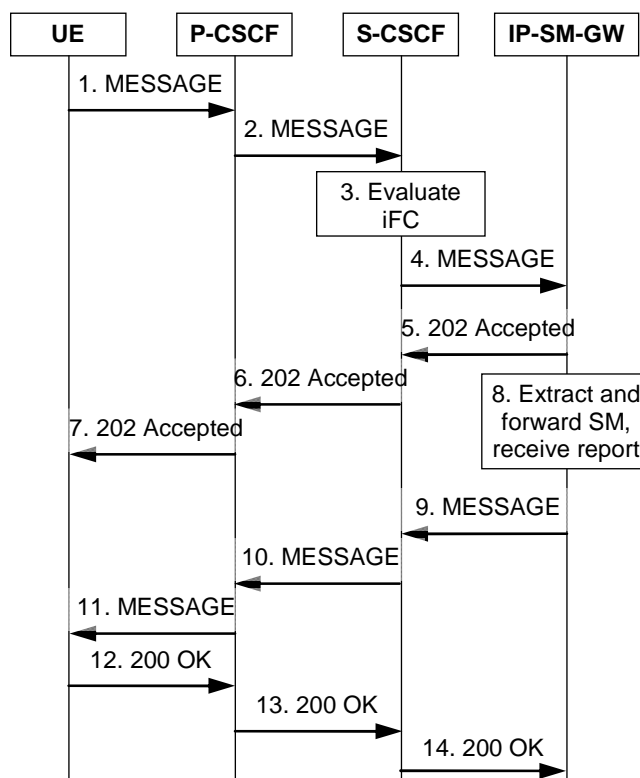 UE P-CSCF S-CSCF IP-SM-GW
1. MESSAGE
2. MESSAGE
3. Evaluate
iFC
4. MESSAGE
5. 202 Accepted
6. 202 Accepted
7. 202 Accepted
8. Extract and
forward SM,
receive report
9. MESSAGE
10. MESSAGE
11. MESSAGE
12. 200 OK
13. 200 OK
14. 200 OK